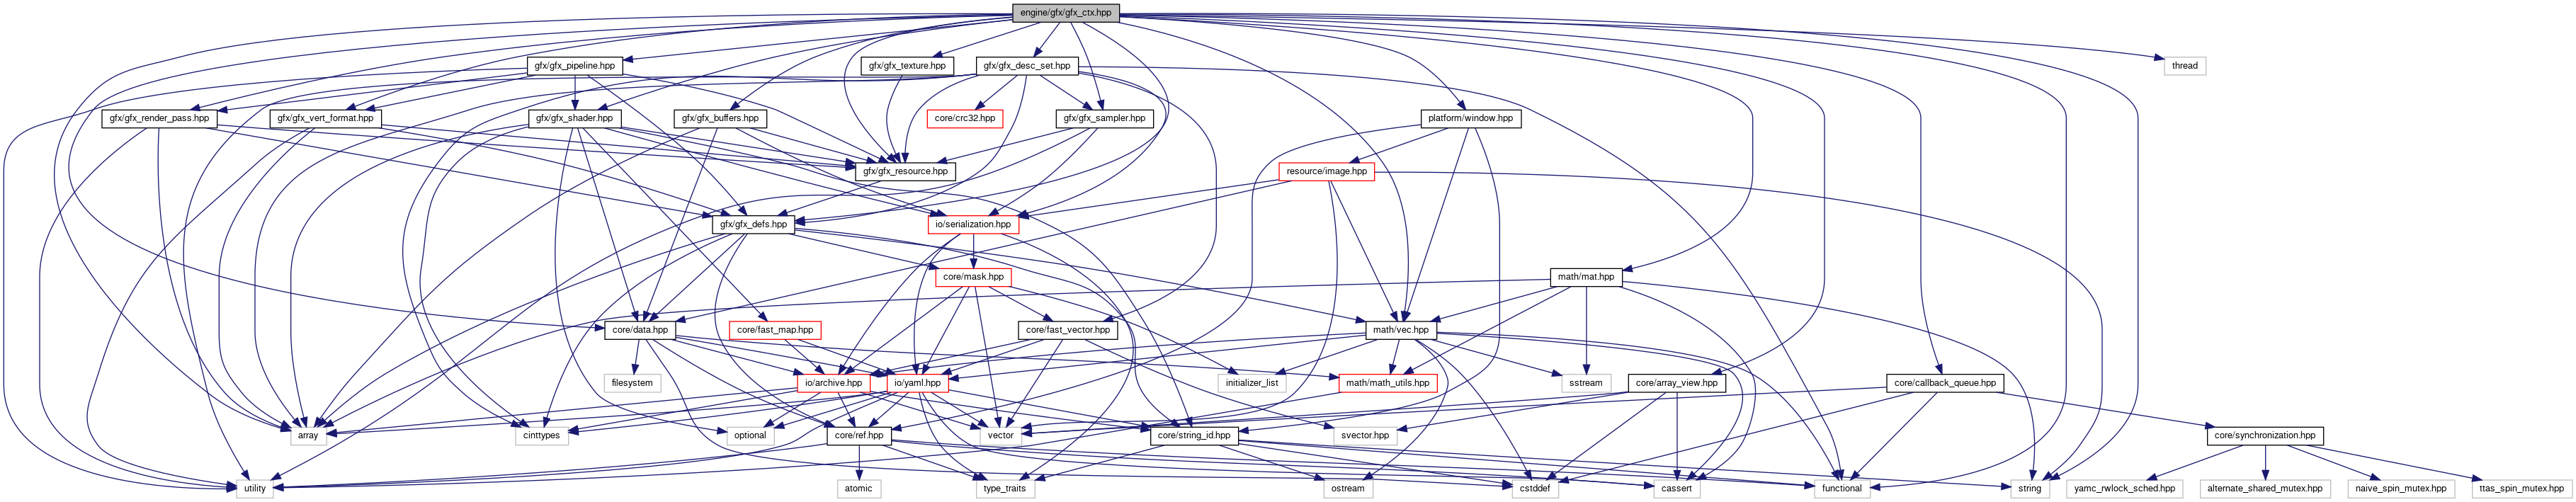 engine/gfx/gfx_ctx.hpp
gfx/gfx_pipeline.hpp
gfx/gfx_texture.hpp
gfx/gfx_desc_set.hpp
thread
gfx/gfx_render_pass.hpp
gfx/gfx_vert_format.hpp
gfx/gfx_shader.hpp
gfx/gfx_buffers.hpp
core/crc32.hpp
gfx/gfx_sampler.hpp
platform/window.hpp
gfx/gfx_resource.hpp
resource/image.hpp
gfx/gfx_defs.hpp
io/serialization.hpp
core/mask.hpp
math/mat.hpp
core/data.hpp
core/fast_map.hpp
core/fast_vector.hpp
math/vec.hpp
filesystem
io/archive.hpp
io/yaml.hpp
initializer_list
math/math_utils.hpp
sstream
core/array_view.hpp
core/callback_queue.hpp
array
cinttypes
optional
core/ref.hpp
vector
core/string_id.hpp
svector.hpp
core/synchronization.hpp
utility
atomic
type_traits
ostream
cstddef
cassert
functional
string
yamc_rwlock_sched.hpp
alternate_shared_mutex.hpp
naive_spin_mutex.hpp
ttas_spin_mutex.hpp